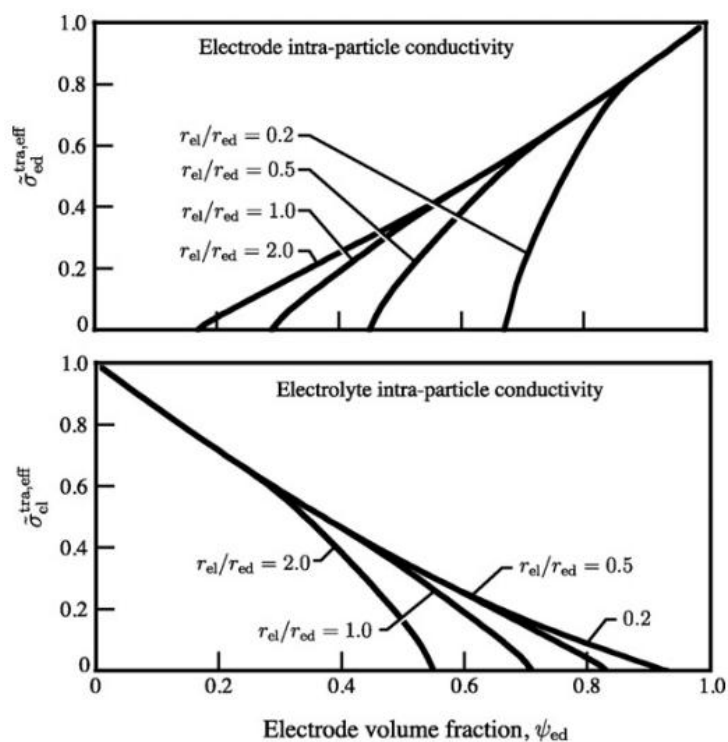 1.0
Electrode intra-particle conductivity
0.8
r_el/r_ed = 0.2
0.6
r_el/r_ed = 0.5
σ̃_ed^tra,eff
0.4
r_el/r_ed = 1.0
r_el/r_ed = 2.0
0.2
0
1.0
Electrolyte intra-particle conductivity
0.8
0.6
σ̃_el^tra,eff
0.4
r_el/r_ed = 2.0
r_el/r_ed = 0.5
0.2
r_el/r_ed = 1.0
0.2
0
0 0.2 0.4 0.6 0.8 1.0
Electrode volume fraction, ψ_ed